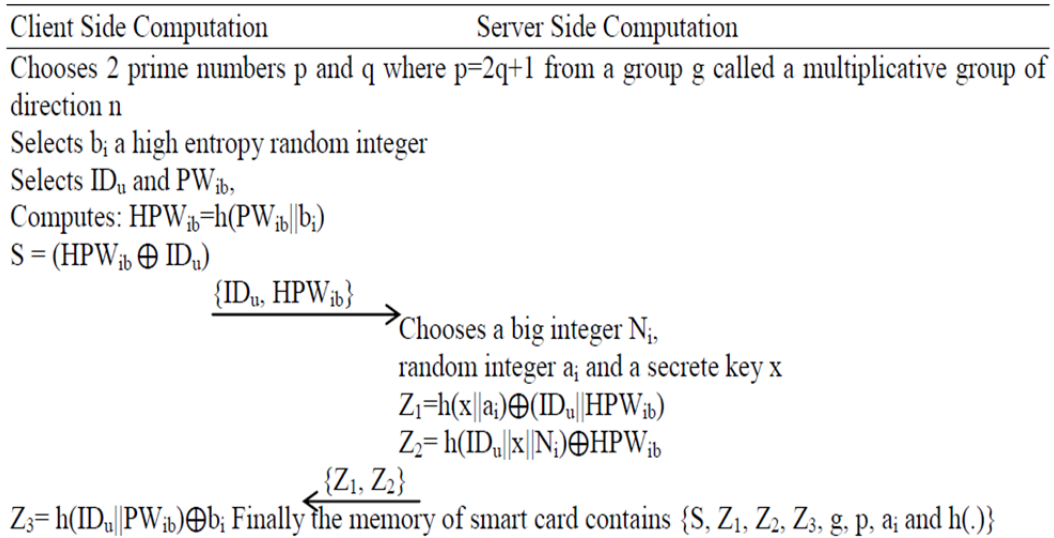 Client Side Computation Server Side Computation
Chooses 2 prime numbers p and q where p=2q+1 from a group g called a multiplicative group of
direction n
Selects bᵢ a high entropy random integer
Selects IDᵤ and PWᵢb,
Computes: HPWᵢb=h(PWᵢb||bᵢ)
S = (HPWᵢb ⊕ IDᵤ)
{IDᵤ, HPWᵢb}
Chooses a big integer Nᵢ,
random integer aᵢ and a secrete key x
Z₁=h(x||aᵢ)⊕(IDᵤ||HPWᵢb)
Z₂= h(IDᵤ||x||Nᵢ)⊕HPWᵢb
{Z₁, Z₂}
Z₃= h(IDᵤ||PWᵢb)⊕bᵢ Finally the memory of smart card contains {S, Z₁, Z₂, Z₃, g, p, aᵢ and h(.)}